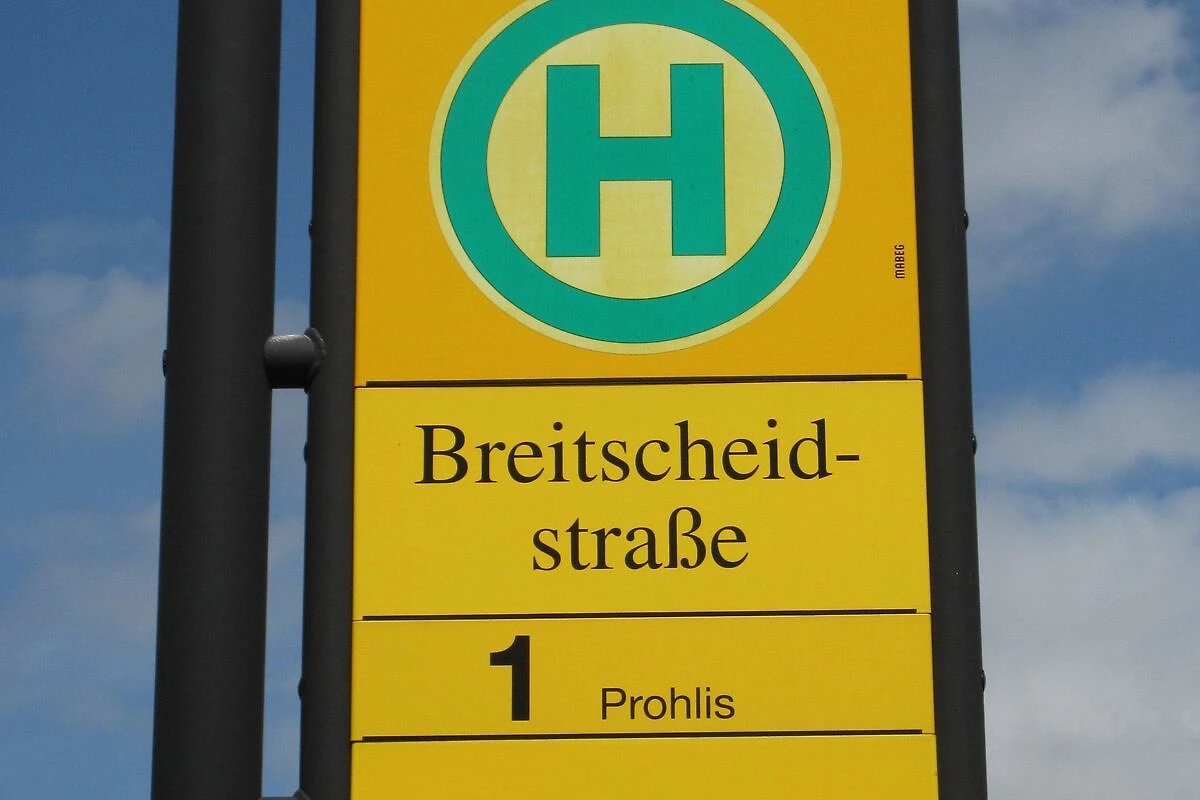 H
MABEG
Breitscheid-
straße
1 Prohlis